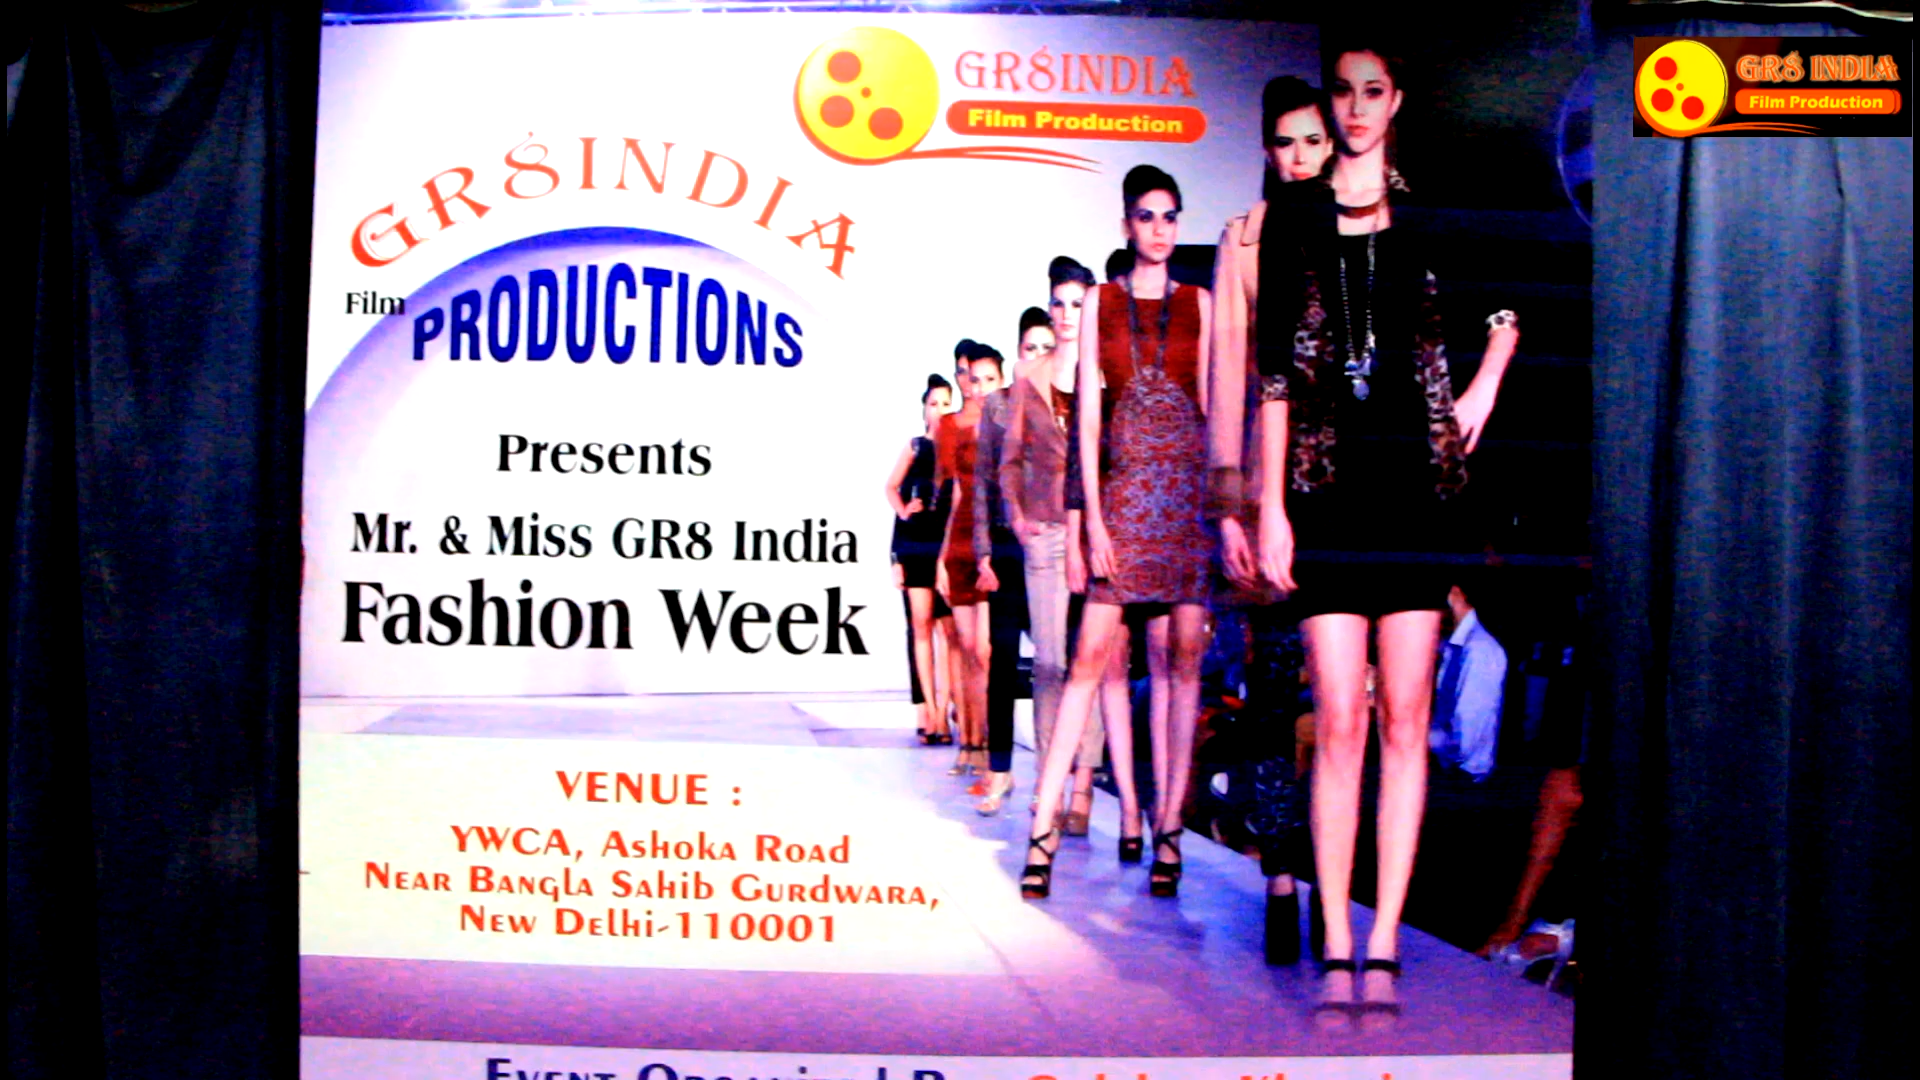 GR8INDIA
Film Production
GR8 INDIA
Film Production
GR8INDIA
Film PRODUCTIONS
Presents
Mr. & Miss GR8 India
Fashion Week
VENUE :
YWCA, Ashoka Road
Near Bangla Sahib Gurdwara,
New Delhi-110001
Event